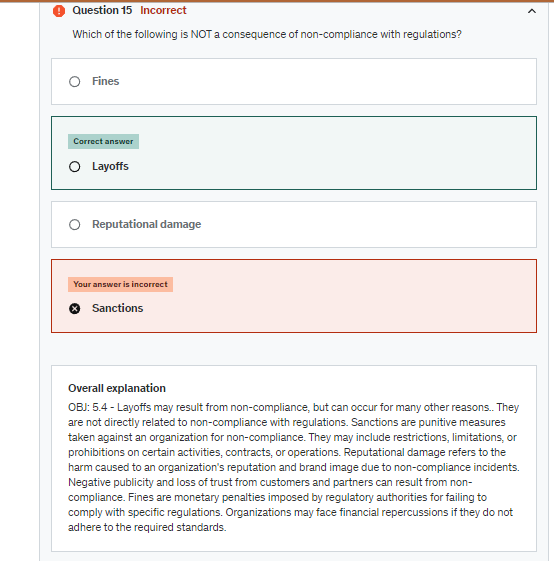 Question 15 Incorrect
Which of the following is NOT a consequence of non-compliance with regulations?
Fines
Correct answer
Layoffs
Reputational damage
Your answer is incorrect
Sanctions
Overall explanation
OBJ: 5.4 - Layoffs may result from non-compliance, but can occur for many other reasons.. They
are not directly related to non-compliance with regulations. Sanctions are punitive measures
taken against an organization for non-compliance. They may include restrictions, limitations, or
prohibitions on certain activities, contracts, or operations. Reputational damage refers to the
harm caused to an organization's reputation and brand image due to non-compliance incidents.
Negative publicity and loss of trust from customers and partners can result from non-
compliance. Fines are monetary penalties imposed by regulatory authorities for failing to
comply with specific regulations. Organizations may face financial repercussions if they do not
adhere to the required standards.